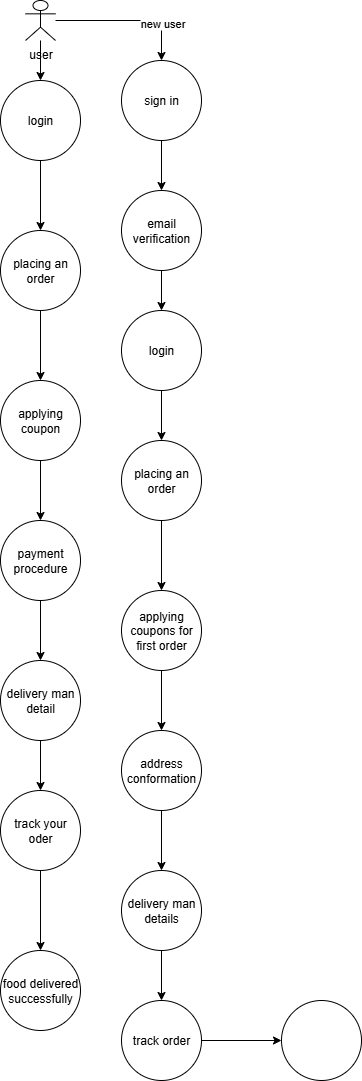 user
new user
login
placing an
order
applying
coupon
payment
procedure
delivery man
detail
track your
oder
food delivered
successfully
sign in
email
verification
login
placing an
order
applying
coupons for
first order
address
conformation
delivery man
details
track order